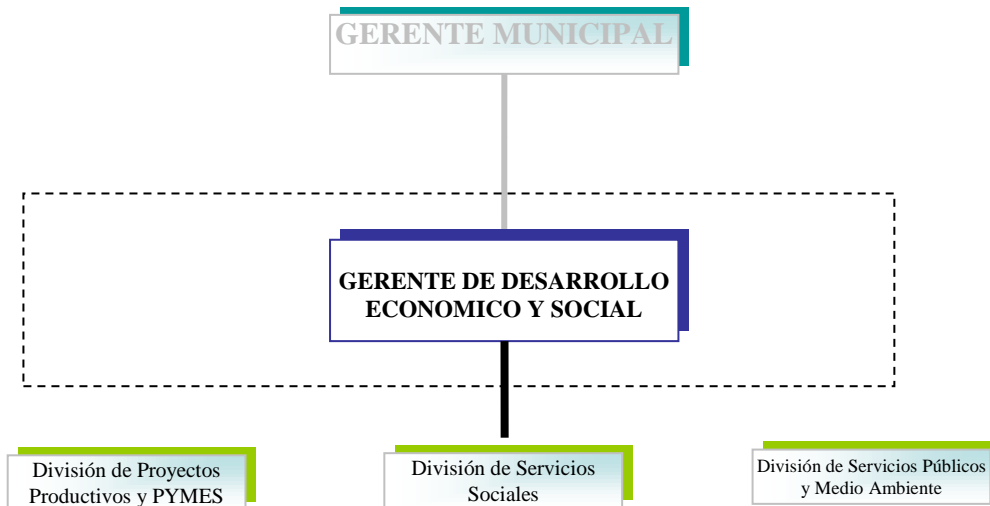 GERENTE MUNICIPAL
GERENTE DE DESARROLLO
ECONOMICO Y SOCIAL
División de Proyectos
Productivos y PYMES
División de Servicios
Sociales
División de Servicios Públicos
y Medio Ambiente